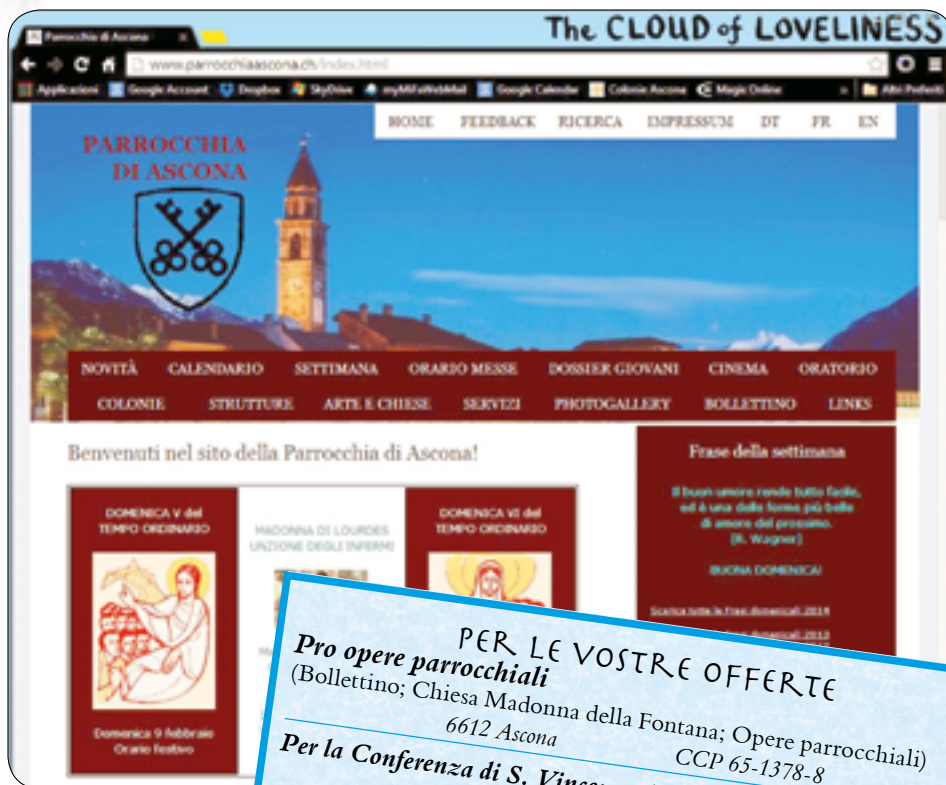 The CLOUD of LOVELINESS
Parrocchia di Ascona
www.parrocchiaascona.ch/index.html
Applicazioni Google Account Dropbox SkyDrive Google Calendar Colonia Ascona Magic Online » Altri Preferiti
HOME FEEDBACK RICERCA IMPRESSUM DT FR EN
PARROCCHIA
DI ASCONA
NOVITÀ CALENDARIO SETTIMANA ORARIO MESSE DOSSIER GIOVANI CINEMA ORATORIO
COLONIE STRUTTURE ARTE E CHIESE SERVIZI PHOTOGALLERY BOLLETTINO LINKS
Benvenuti nel sito della Parrocchia di Ascona!
DOMENICA V del
TEMPO ORDINARIO
Domenica 9 febbraio
Orario festivo
MADONNA DI LOURDES
UNZIONE DEGLI INFERMI
DOMENICA VI del
TEMPO ORDINARIO
Frase della settimana
Il buon umore rende tutto facile,
ed è una delle forme più belle
di amore del prossimo.
(R. Wagner)
BUONA DOMENICA!
Scarica tutte le frasi domenicali 2014
PER LE VOSTRE OFFERTE
Pro opere parrocchiali
(Bollettino; Chiesa Madonna della Fontana; Opere parrocchiali)
6612 Ascona CCP 65-1378-8
Per la Conferenza di S.